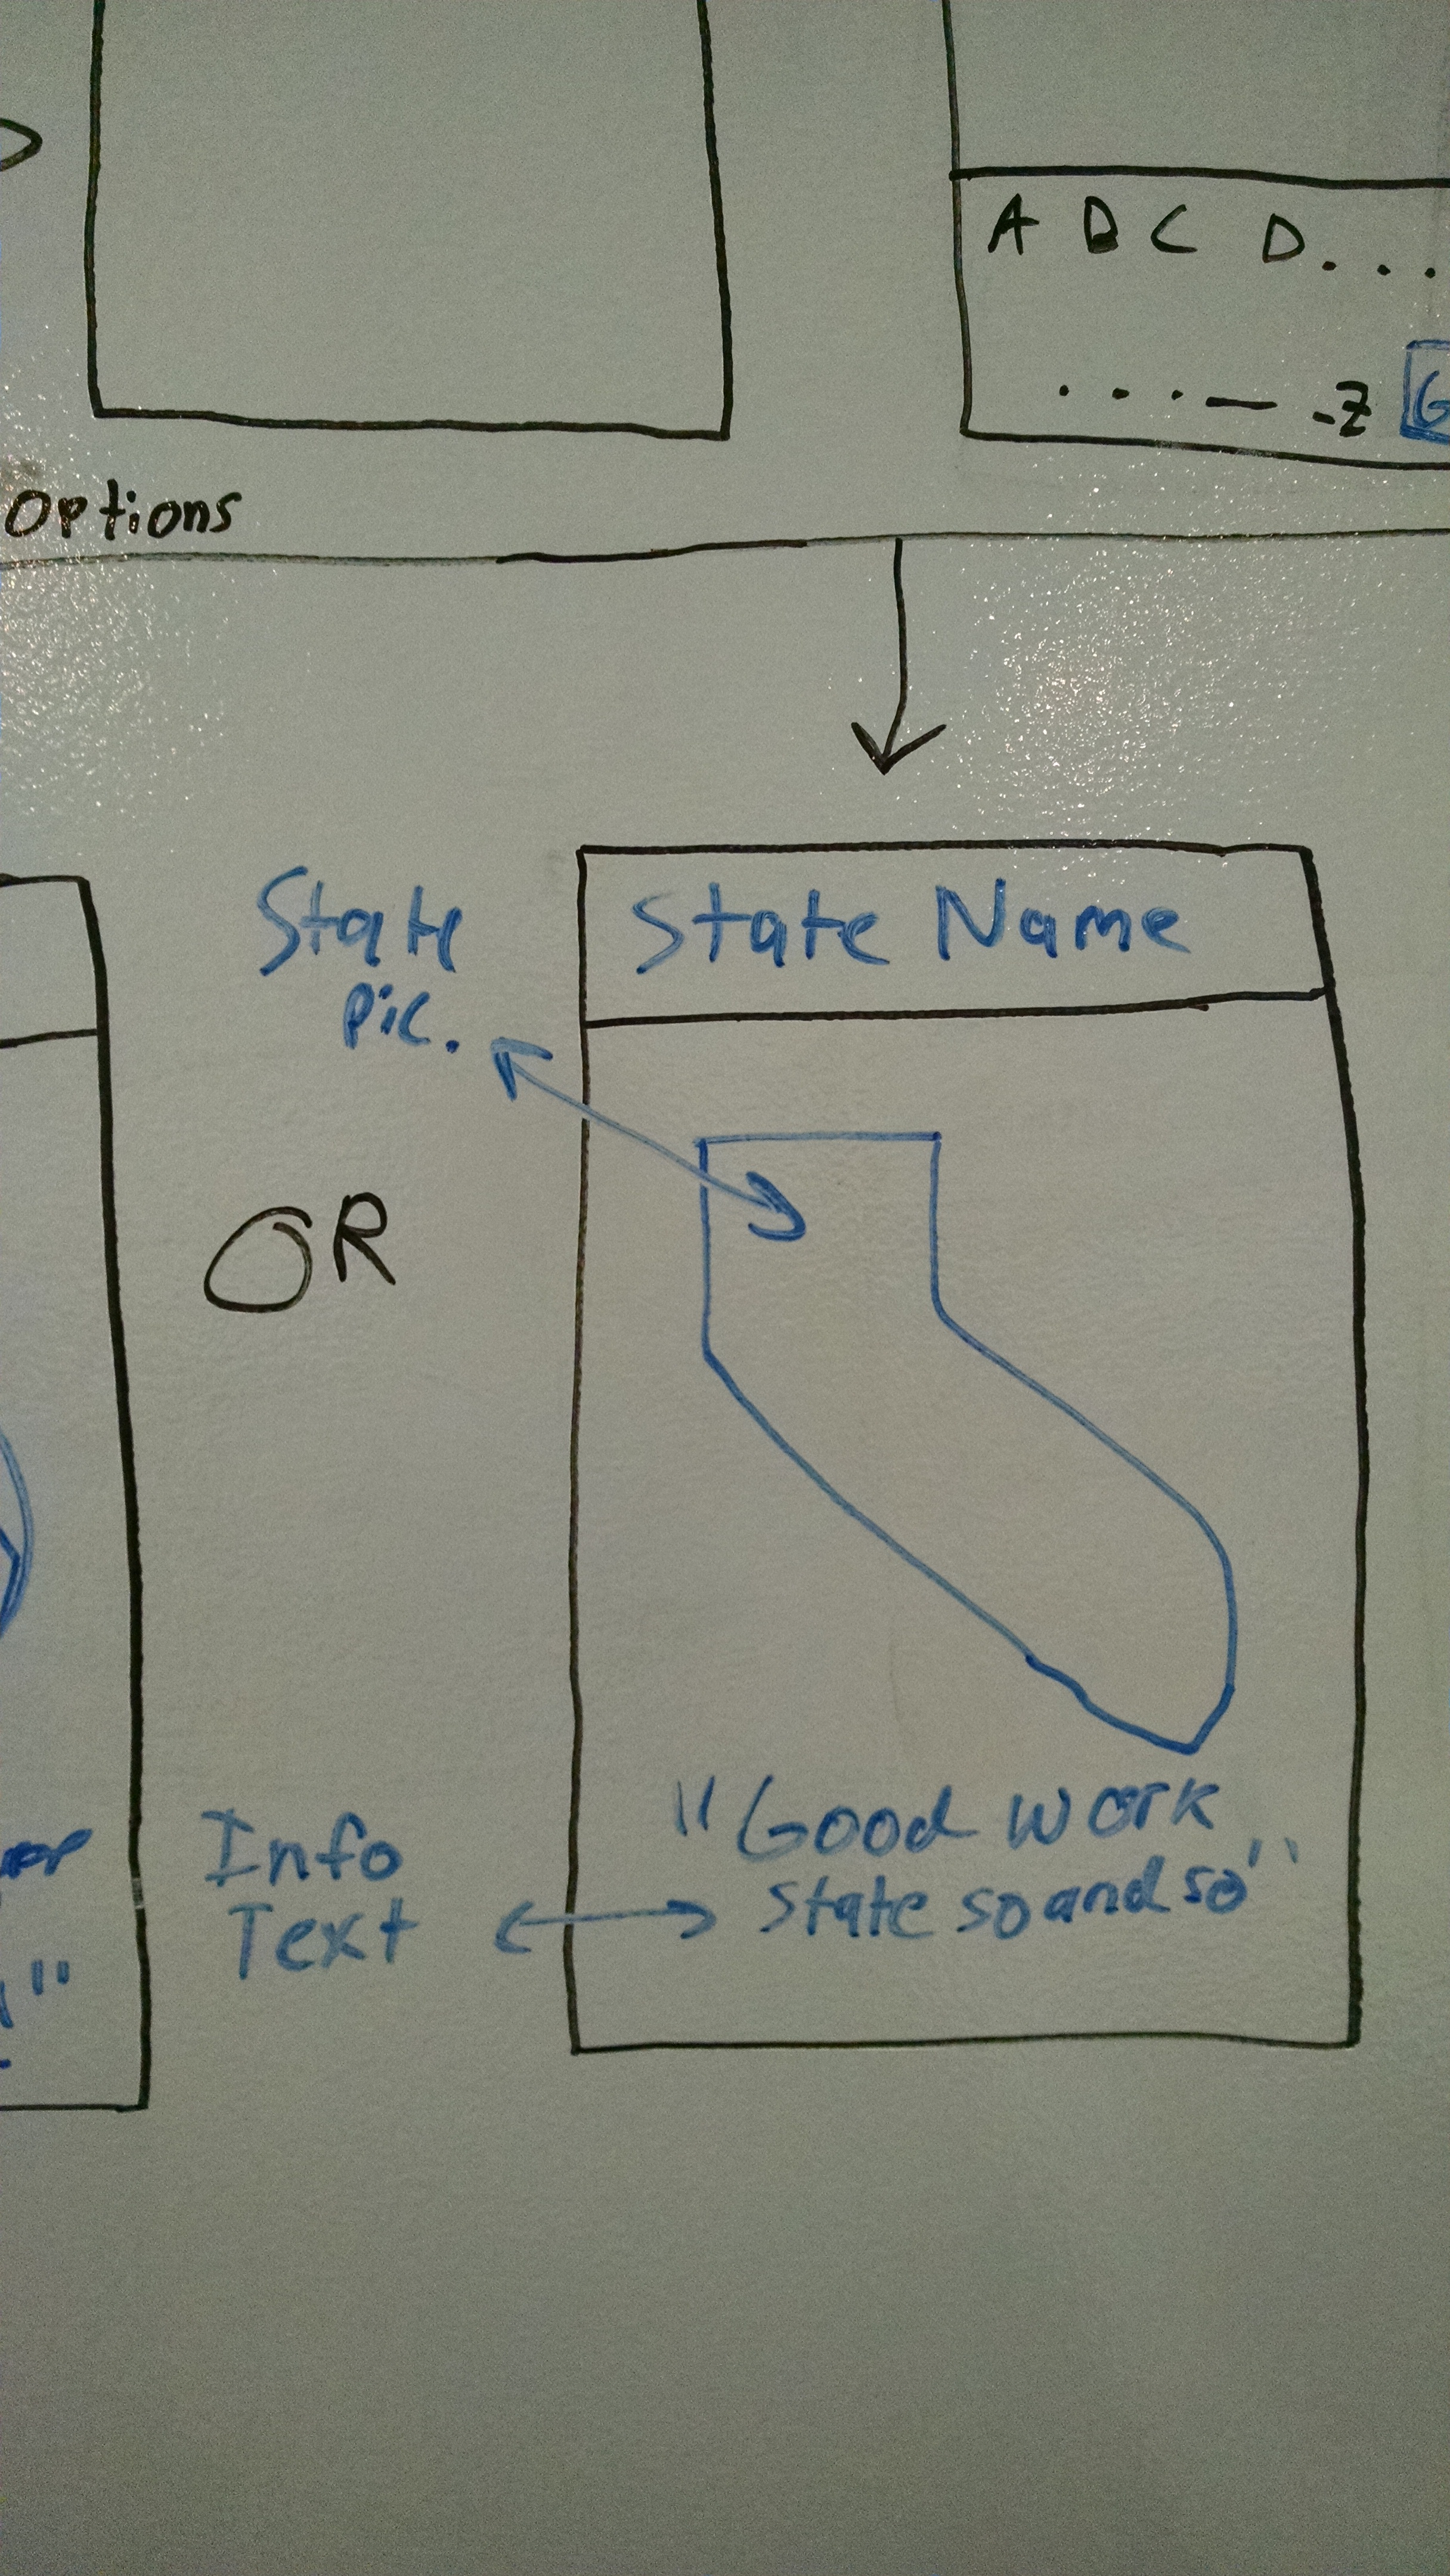 A B C D....
....— -Z G
Options
State Name
State
Pic.
OR
"Good work
State so and so"
Info
Text